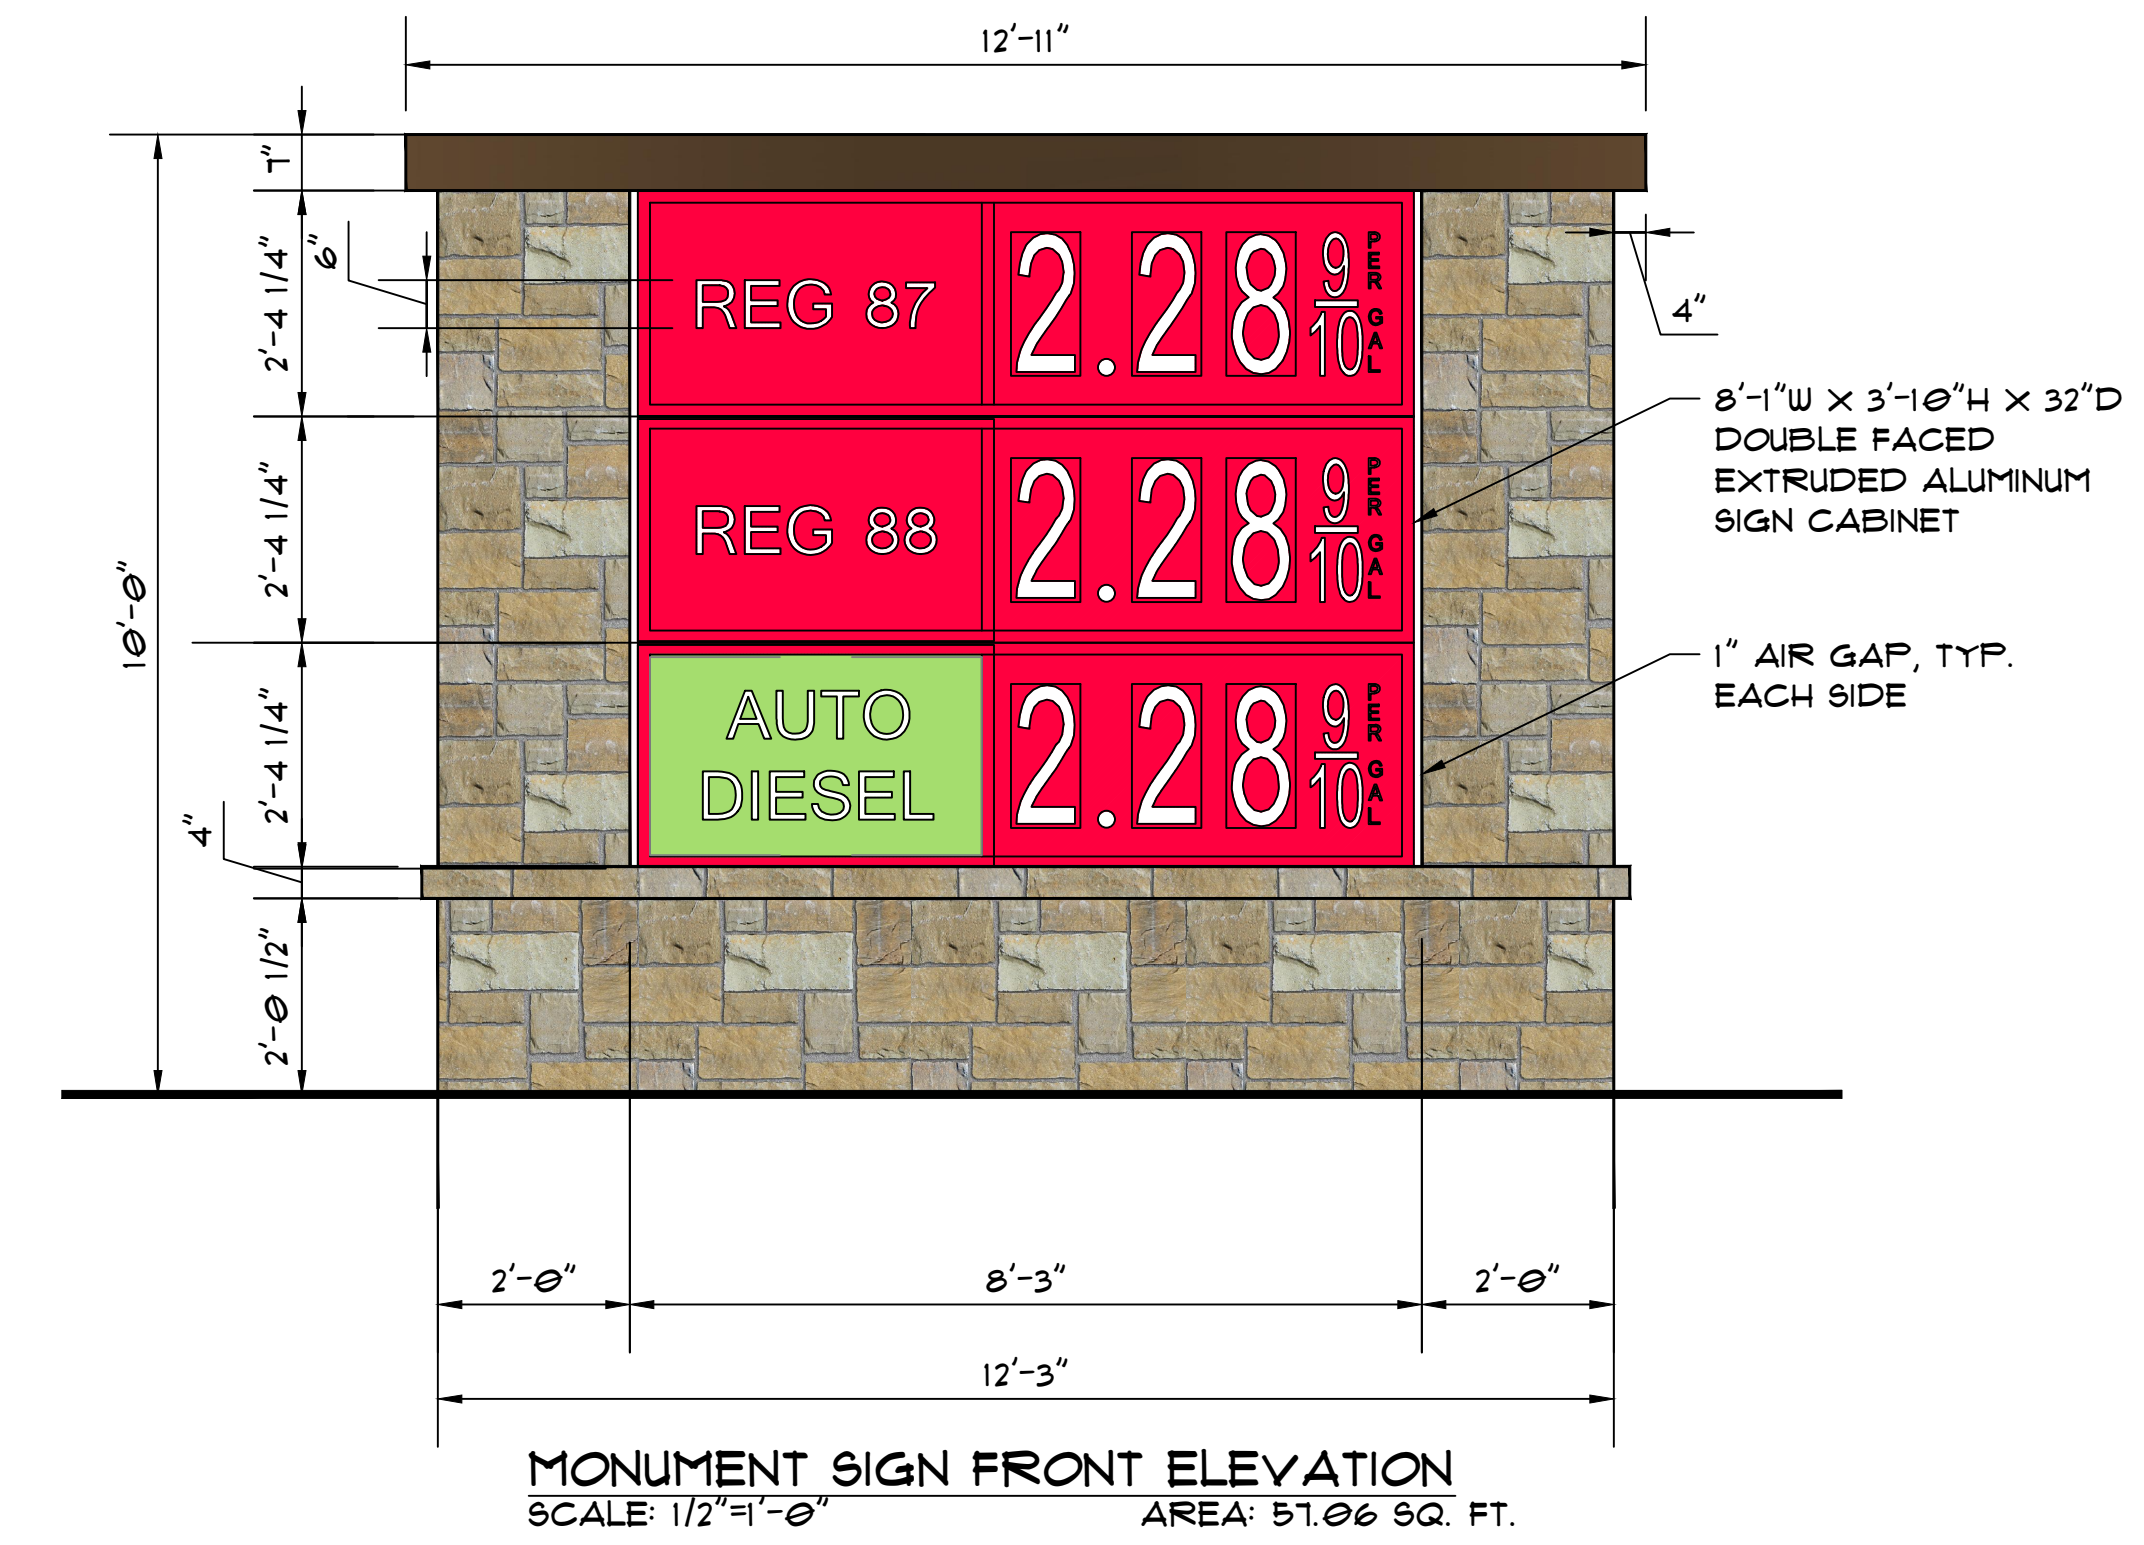 12'-11"
7"
2'-4 1/4"
6"
4"
REG 87
2.28 9/10
PER GAL
8'-1"W X 3'-10"H X 32"D
DOUBLE FACED
EXTRUDED ALUMINUM
SIGN CABINET
2'-4 1/4"
REG 88
2.28 9/10
PER GAL
10'-0"
1" AIR GAP, TYP.
EACH SIDE
2'-4 1/4"
AUTO
DIESEL
2.28 9/10
PER GAL
4"
2'-0 1/2"
2'-0"
8'-3"
2'-0"
12'-3"
MONUMENT SIGN FRONT ELEVATION
SCALE: 1/2"=1'-0"
AREA: 57.06 SQ. FT.